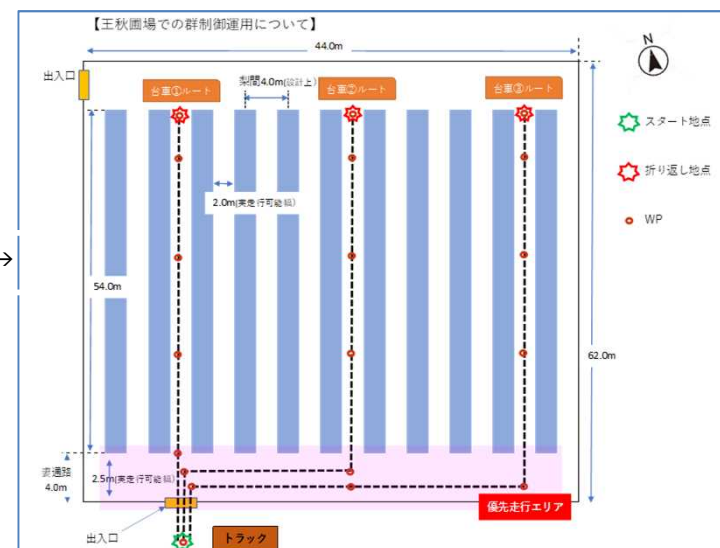 【王秋圃場での群制御運用について】
44.0m
N
出入口
台車①ルート
梨間4.0m(設計上)
台車②ルート
台車③ルート
スタート地点
折り返し地点
2.0m(実走行可能幅)
WP
→
54.0m
62.0m
4.0m
2.5m(実走行可能幅)
優先走行エリア
出入口
トラック